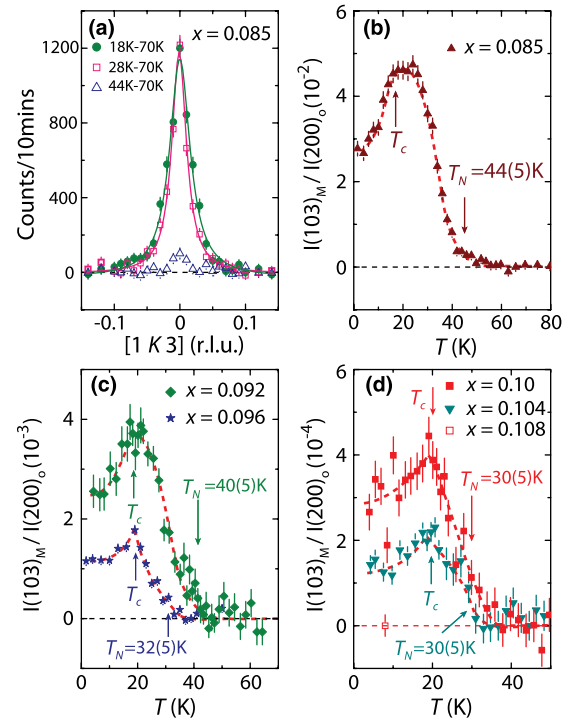 (a)
x = 0.085
18K-70K
28K-70K
44K-70K
1200
800
400
0
Counts/10mins
-0.1
0
0.1
[1 K 3] (r.l.u.)
(b)
x = 0.085
6
4
2
0
I(103)M / I(200)O (10⁻²)
Tc
TN=44(5)K
0
20
40
60
80
T (K)
(c)
x = 0.092
x = 0.096
4
2
0
I(103)M / I(200)O (10⁻³)
Tc
TN=40(5)K
Tc
TN=32(5)K
0
20
40
60
T (K)
(d)
x = 0.10
x = 0.104
x = 0.108
6
4
2
0
I(103)M / I(200)O (10⁻⁴)
Tc
TN=30(5)K
Tc
TN=30(5)K
0
20
40
T (K)